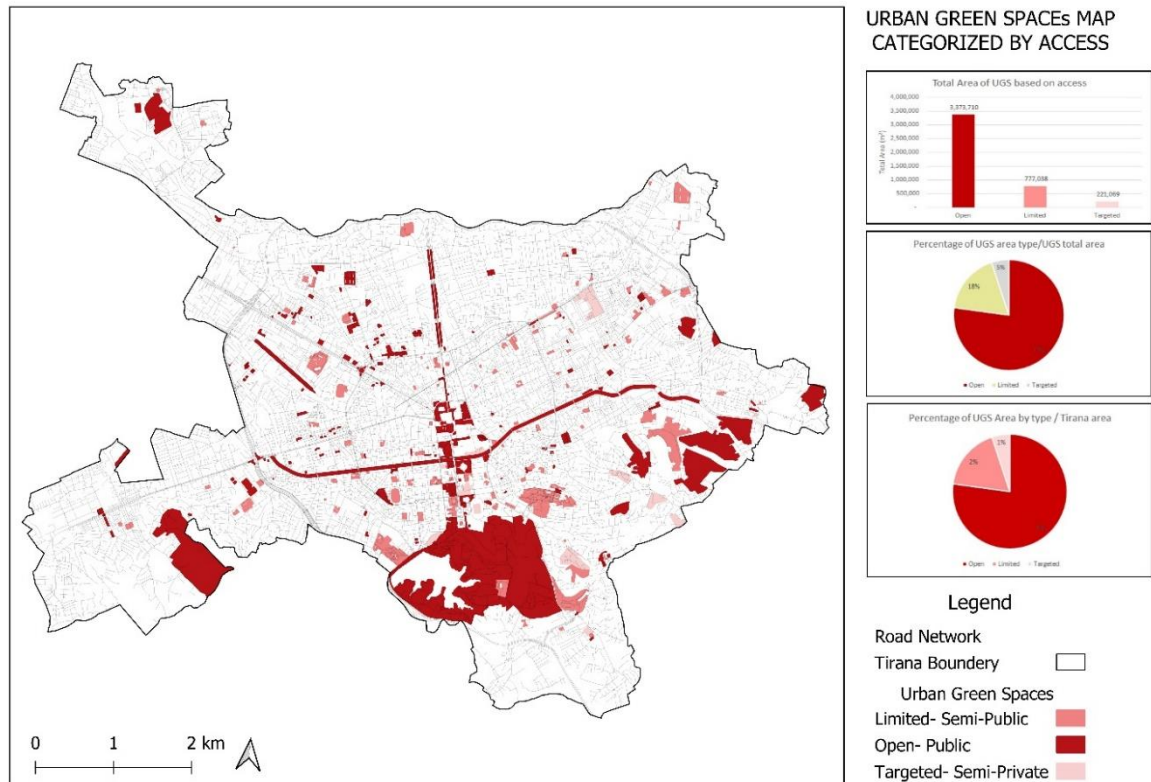 URBAN GREEN SPACEs MAP
CATEGORIZED BY ACCESS
Total Area of UGS based on access
Total Area (m²)
4,000,000
3,500,000
3,000,000
2,500,000
2,000,000
1,500,000
1,000,000
500,000
-
3,373,710
777,038
221,069
Open
Limited
Targeted
Percentage of UGS area type/UGS total area
5%
18%
Open
Limited
Targeted
Percentage of UGS Area by type / Tirana area
1%
2%
Open
Limited
Targeted
Legend
Road Network
Tirana Boundery
Urban Green Spaces
Limited- Semi-Public
Open- Public
Targeted- Semi-Private
0 1 2 km